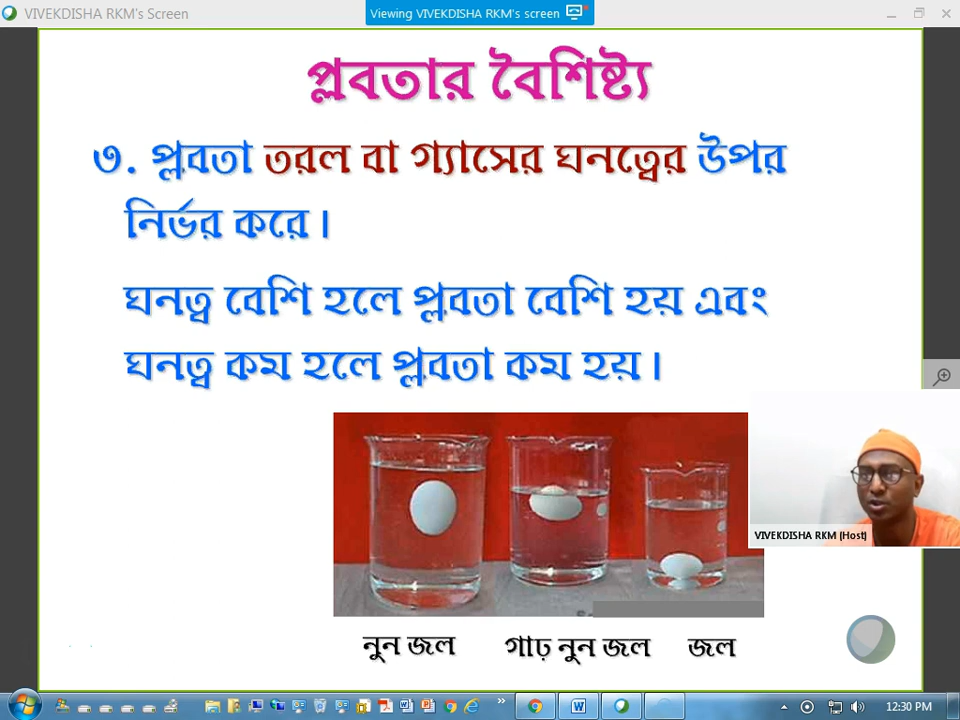 VIVEKDISHA RKM's Screen
Viewing VIVEKDISHA RKM's screen
প্লবতার বৈশিষ্ট্য
৩. প্লবতা তরল বা গ্যাসের ঘনত্বের উপর
নির্ভর করে।
ঘনত্ব বেশি হলে প্লবতা বেশি হয় এবং
ঘনত্ব কম হলে প্লবতা কম হয়।
VIVEKDISHA RKM (Host)
নুন জল গাঢ় নুন জল জল
12:30 PM